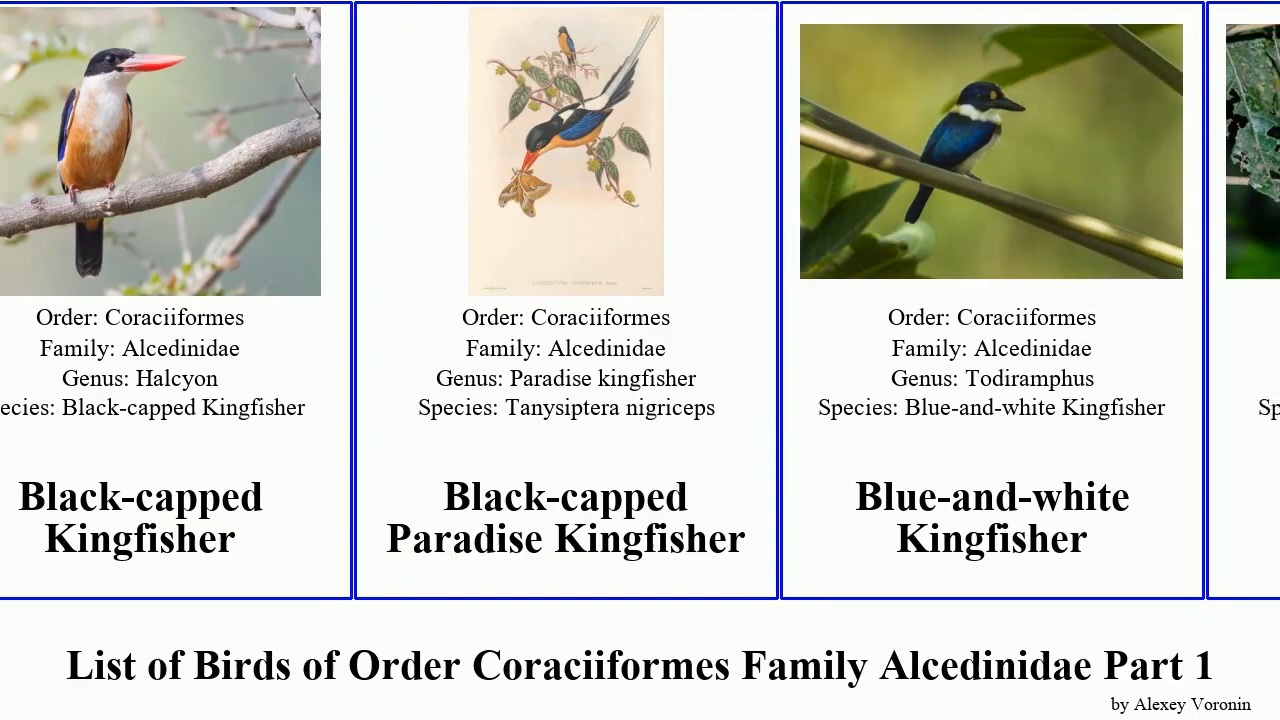 Order: Coraciiformes
Family: Alcedinidae
Genus: Halcyon
ecies: Black-capped Kingfisher
Black-capped
Kingfisher
Order: Coraciiformes
Family: Alcedinidae
Genus: Paradise kingfisher
Species: Tanysiptera nigriceps
Black-capped
Paradise Kingfisher
Order: Coraciiformes
Family: Alcedinidae
Genus: Todiramphus
Species: Blue-and-white Kingfisher
Blue-and-white
Kingfisher
Sp
List of Birds of Order Coraciiformes Family Alcedinidae Part 1
by Alexey Voronin